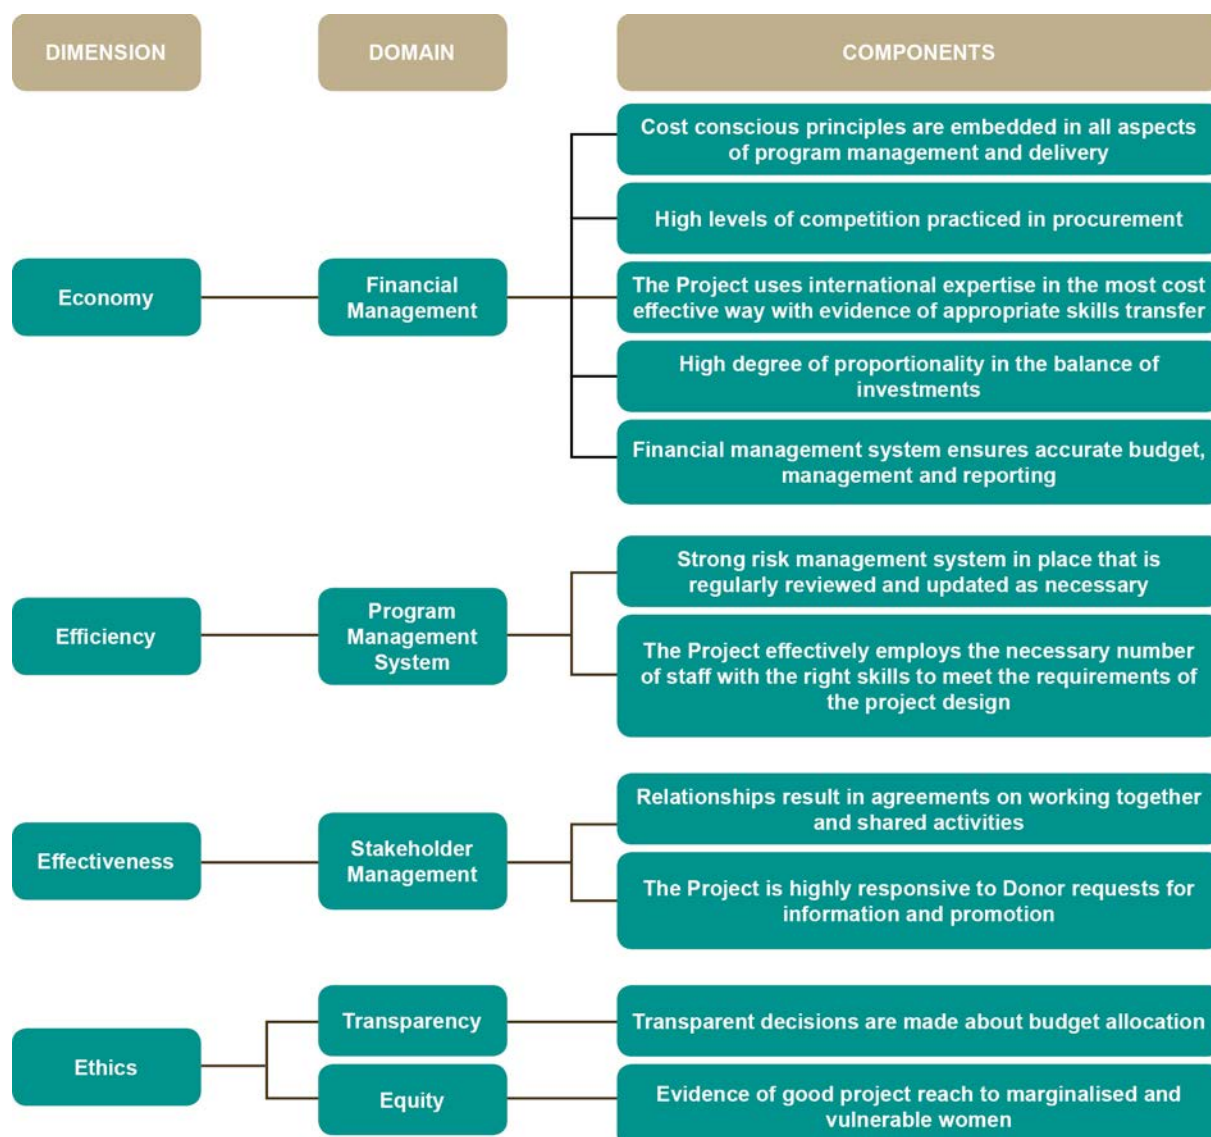 DIMENSION
DOMAIN
COMPONENTS
Economy
Financial
Management
Cost conscious principles are embedded in all aspects
of program management and delivery
High levels of competition practiced in procurement
The Project uses international expertise in the most cost
effective way with evidence of appropriate skills transfer
High degree of proportionality in the balance of
investments
Financial management system ensures accurate budget,
management and reporting
Efficiency
Program
Management
System
Strong risk management system in place that is
regularly reviewed and updated as necessary
The Project effectively employs the necessary number
of staff with the right skills to meet the requirements of
the project design
Effectiveness
Stakeholder
Management
Relationships result in agreements on working together
and shared activities
The Project is highly responsive to Donor requests for
information and promotion
Ethics
Transparency
Transparent decisions are made about budget allocation
Equity
Evidence of good project reach to marginalised and
vulnerable women